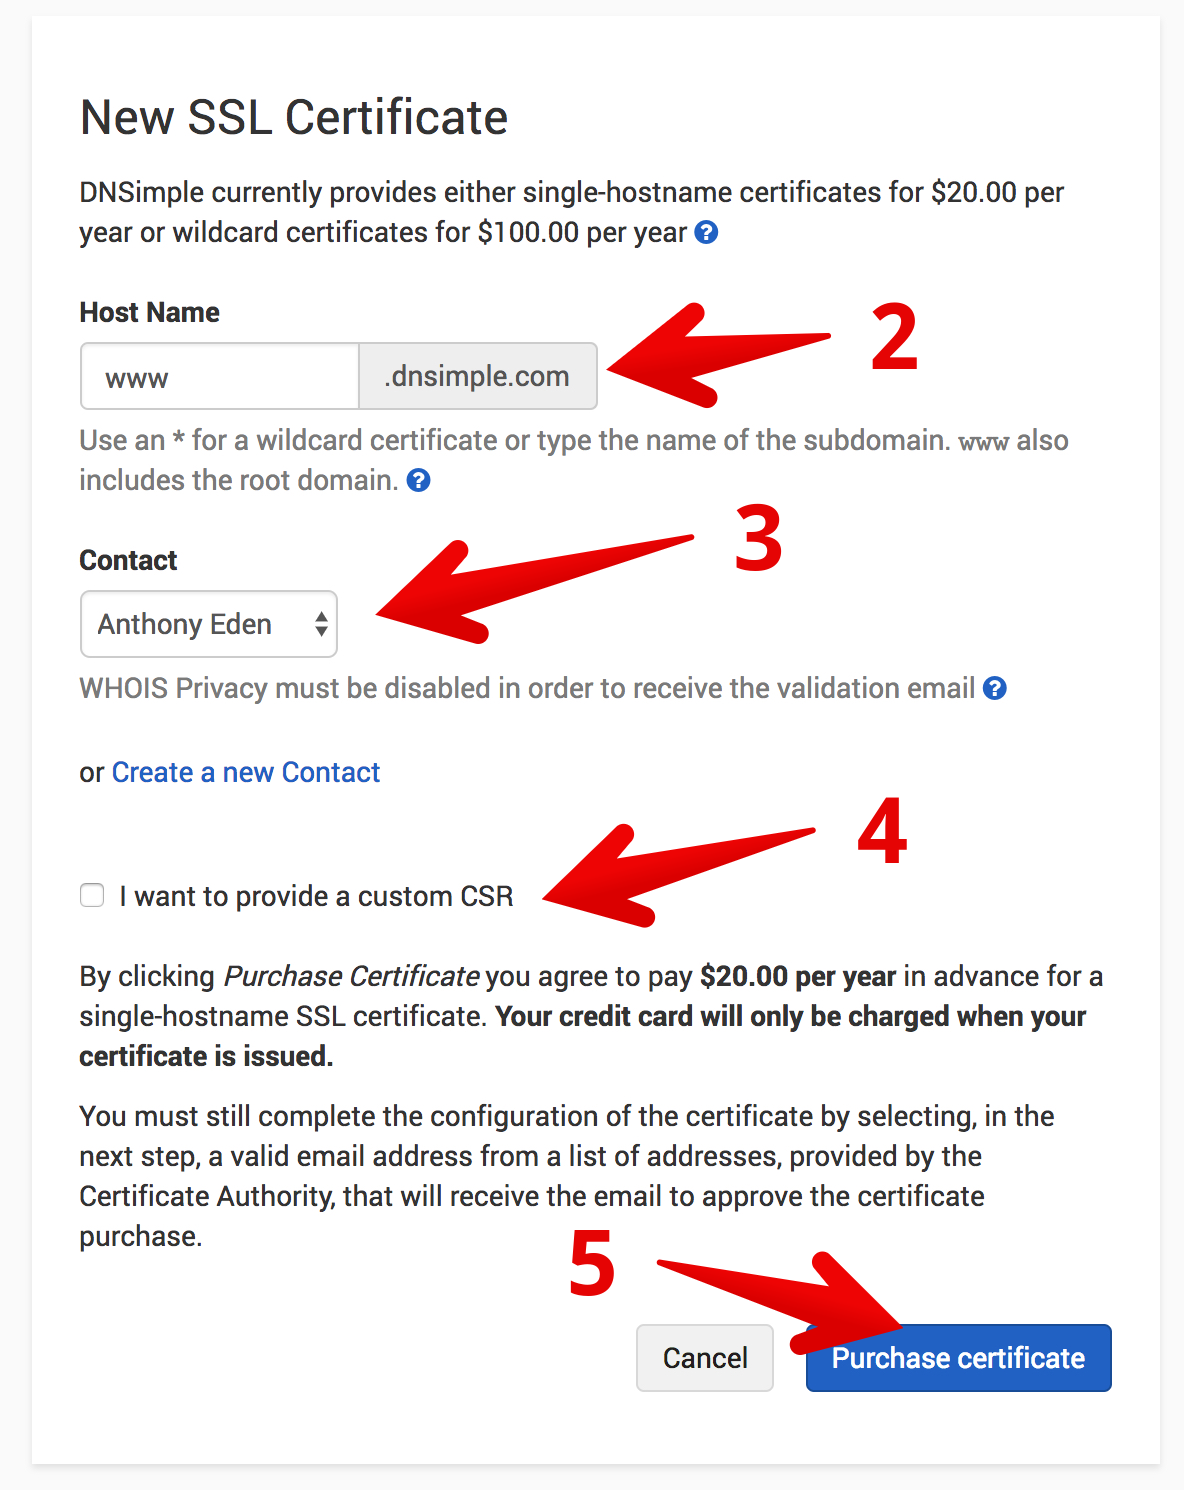 New SSL Certificate
DNSimple currently provides either single-hostname certificates for $20.00 per
year or wildcard certificates for $100.00 per year ?
Host Name
2
www .dnsimple.com
Use an * for a wildcard certificate or type the name of the subdomain. www also
includes the root domain. ?
3
Contact
Anthony Eden
WHOIS Privacy must be disabled in order to receive the validation email ?
or Create a new Contact
4
I want to provide a custom CSR
By clicking Purchase Certificate you agree to pay $20.00 per year in advance for a
single-hostname SSL certificate. Your credit card will only be charged when your
certificate is issued.
You must still complete the configuration of the certificate by selecting, in the
next step, a valid email address from a list of addresses, provided by the
Certificate Authority, that will receive the email to approve the certificate
purchase.
5
Cancel Purchase certificate